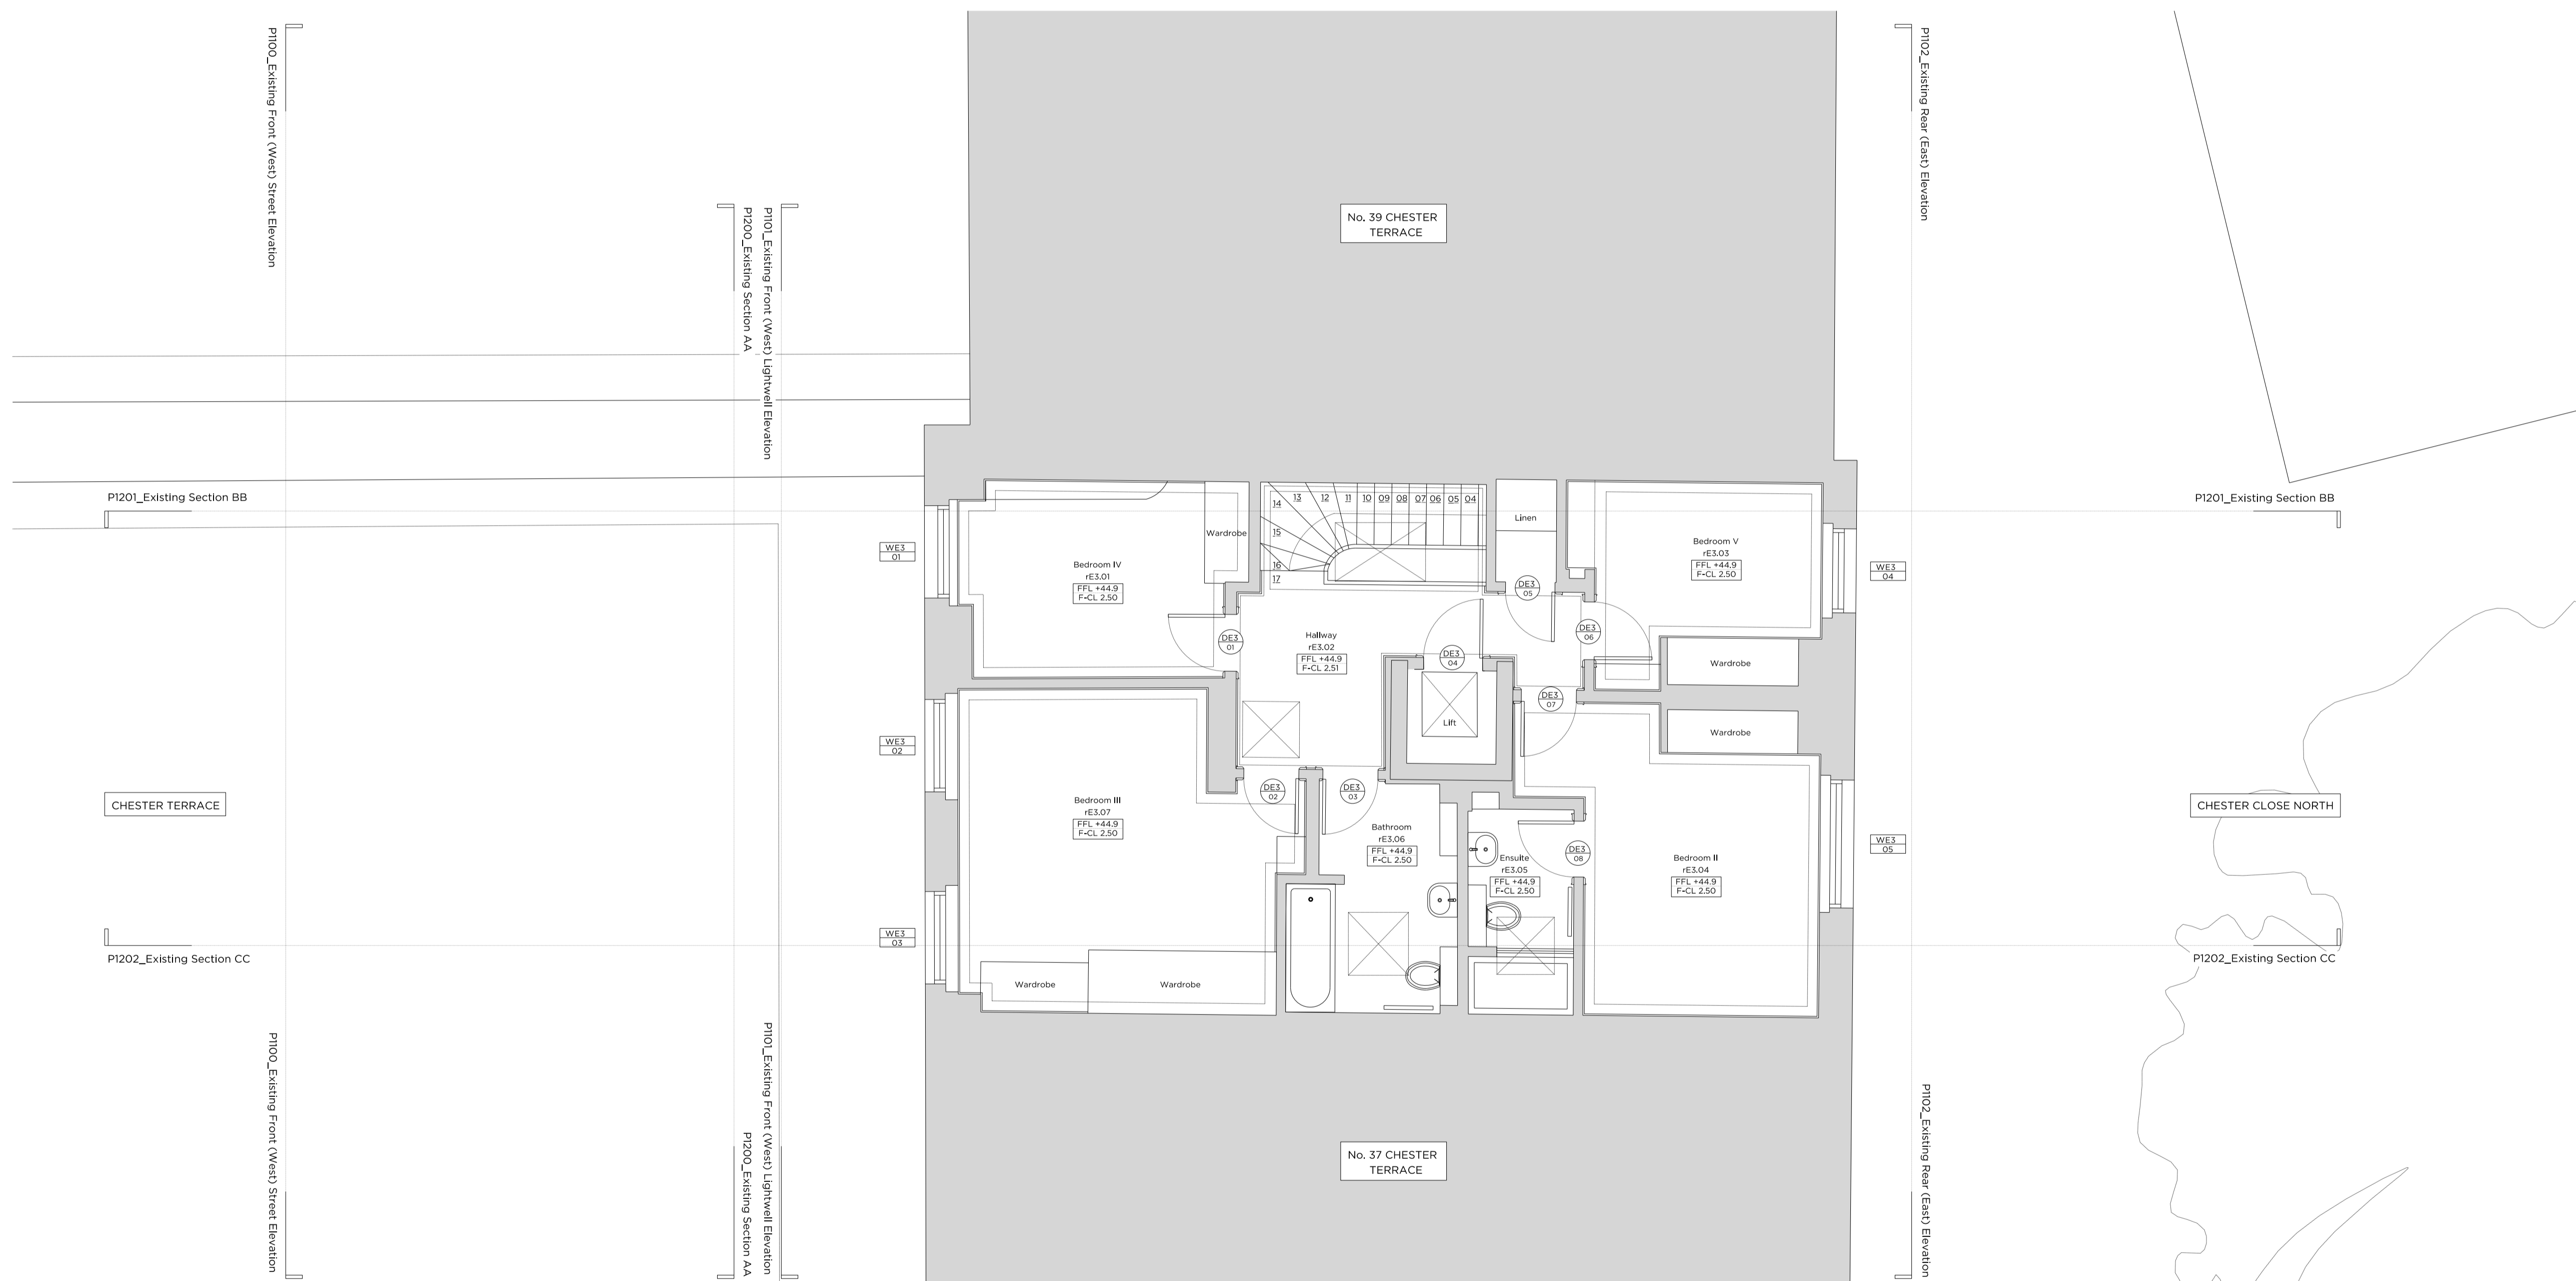 P1100_Existing Front (West) Street Elevation
P1200_Existing Section AA
P1101_Existing Front (West) Lightwell Elevation
P1102_Existing Rear (East) Elevation
No. 39 CHESTER
TERRACE
P1201_Existing Section BB
P1201_Existing Section BB
14
13
12
11
10
09
08
07
06
05
04
15
16
17
Linen
Wardrobe
WE3
01
Bedroom IV
rE3.01
FFL +44.9
F-CL 2.50
Bedroom V
rE3.03
FFL +44.9
F-CL 2.50
WE3
04
DE3
05
DE3
01
Hallway
rE3.02
FFL +44.9
F-CL 2.51
DE3
04
DE3
06
Wardrobe
DE3
07
Lift
Wardrobe
WE3
02
CHESTER TERRACE
Bedroom III
rE3.07
FFL +44.9
F-CL 2.50
DE3
02
DE3
03
Bathroom
rE3.06
FFL +44.9
F-CL 2.50
Ensuite
rE3.05
FFL +44.9
F-CL 2.50
DE3
08
Bedroom II
rE3.04
FFL +44.9
F-CL 2.50
WE3
05
CHESTER CLOSE NORTH
WE3
03
P1202_Existing Section CC
P1202_Existing Section CC
Wardrobe
Wardrobe
P1100_Existing Front (West) Street Elevation
P1200_Existing Section AA
P1101_Existing Front (West) Lightwell Elevation
No. 37 CHESTER
TERRACE
P1102_Existing Rear (East) Elevation